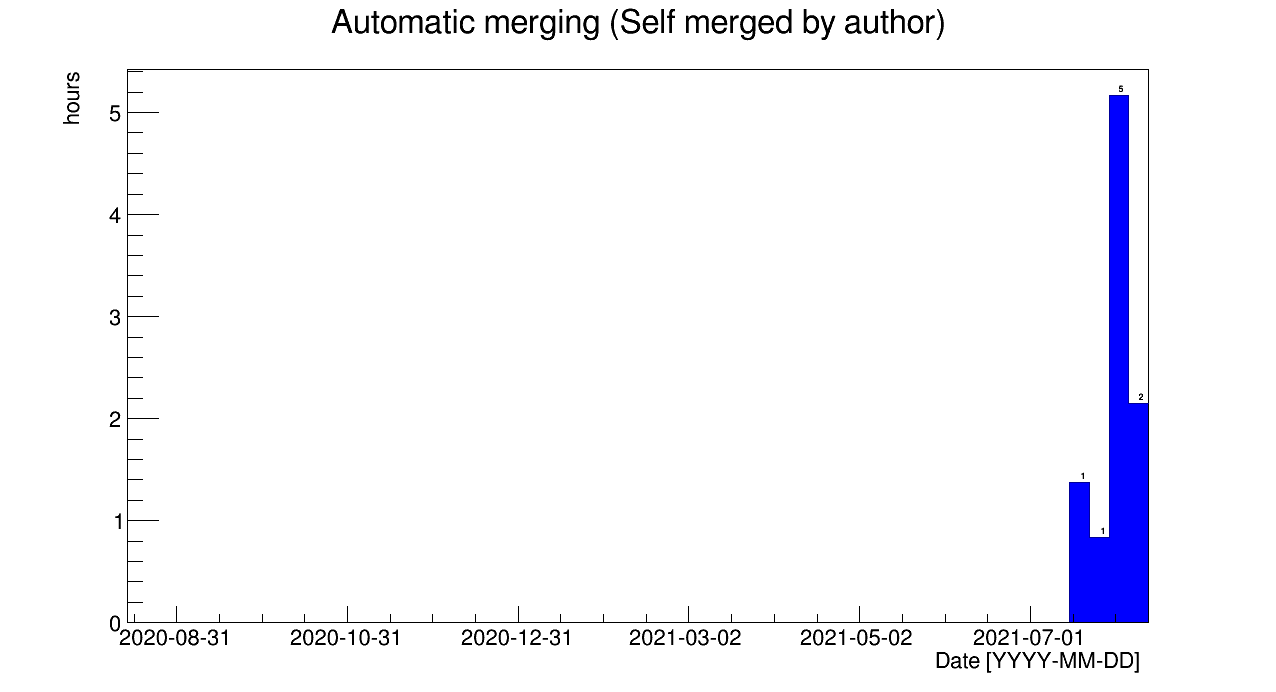 Automatic merging (Self merged by author)
hours
5
4
3
2
1
0
5
2
1
1
2020-08-31 2020-10-31 2020-12-31 2021-03-02 2021-05-02 2021-07-01
Date [YYYY-MM-DD]